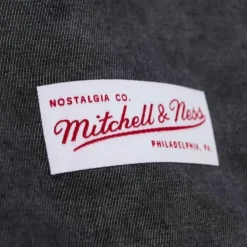 NOSTALGIA CO.
Mitchell & Ness
PHILADELPHIA, PA.